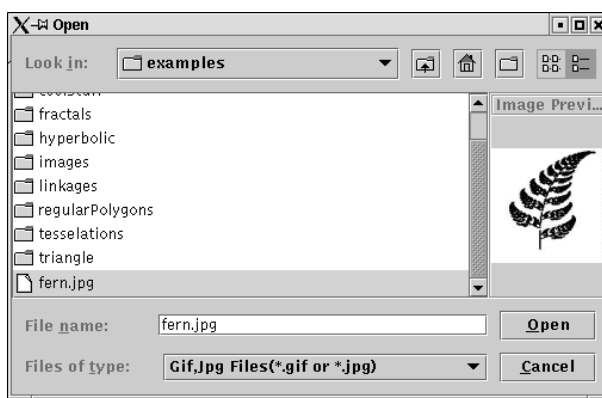 Open
Look in: examples
fractals
hyperbolic
images
linkages
regularPolygons
tesselations
triangle
fern.jpg
Image Previ...
File name: fern.jpg
Open
Files of type: Gif,Jpg Files(*.gif or *.jpg)
Cancel